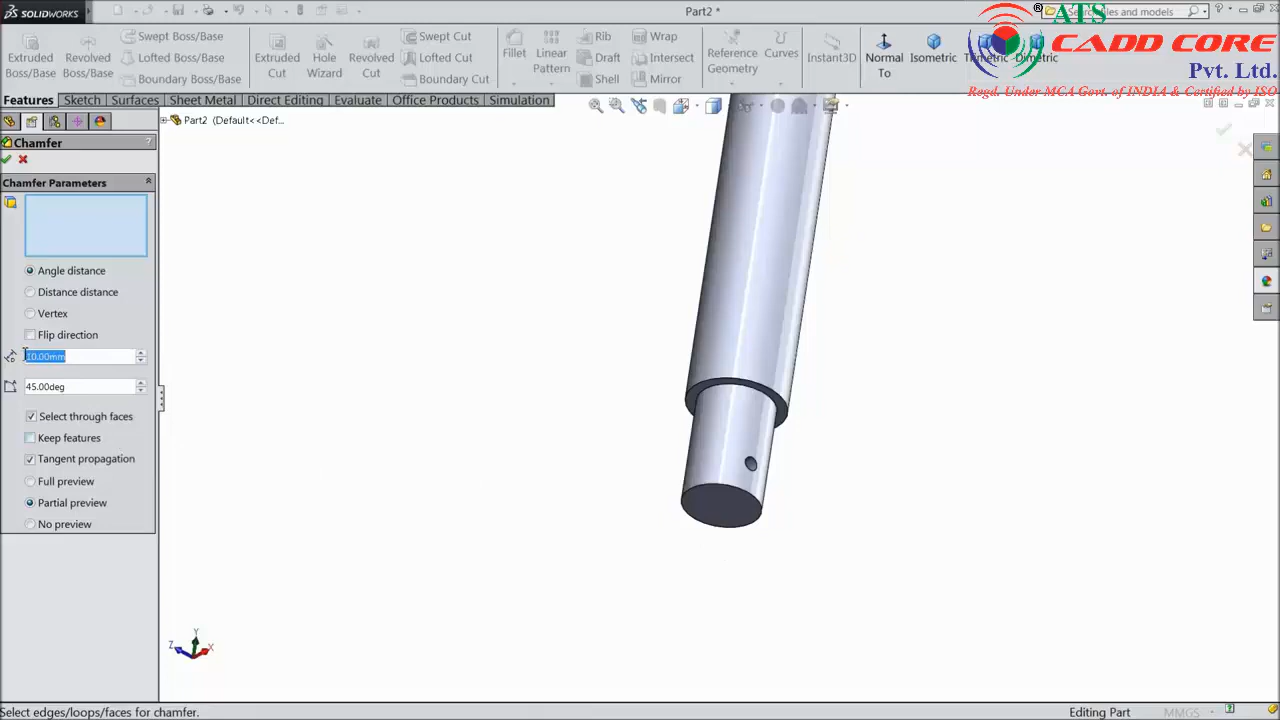 SOLIDWORKS
Part2 *
Search files and models
® ATS
CADD CORE
Pvt. Ltd.
Regd. Under MCA Govt. of INDIA & Certified by ISO
Extruded Boss/Base
Revolved Boss/Base
Swept Boss/Base
Lofted Boss/Base
Boundary Boss/Base
Extruded Cut
Hole Wizard
Revolved Cut
Swept Cut
Lofted Cut
Boundary Cut
Fillet
Linear Pattern
Rib
Draft
Shell
Wrap
Intersect
Mirror
Reference Geometry
Curves
Instant3D
Normal To
Isometric
Trimetric
Dimetric
Features
Sketch
Surfaces
Sheet Metal
Direct Editing
Evaluate
Office Products
Simulation
Part2 (Default<<Def...
Chamfer
?
Chamfer Parameters
Angle distance
Distance distance
Vertex
Flip direction
10.00mm
45.00deg
Select through faces
Keep features
Tangent propagation
Full preview
Partial preview
No preview
Y
Z
X
Select edges/loops/faces for chamfer.
Editing Part
MMGS